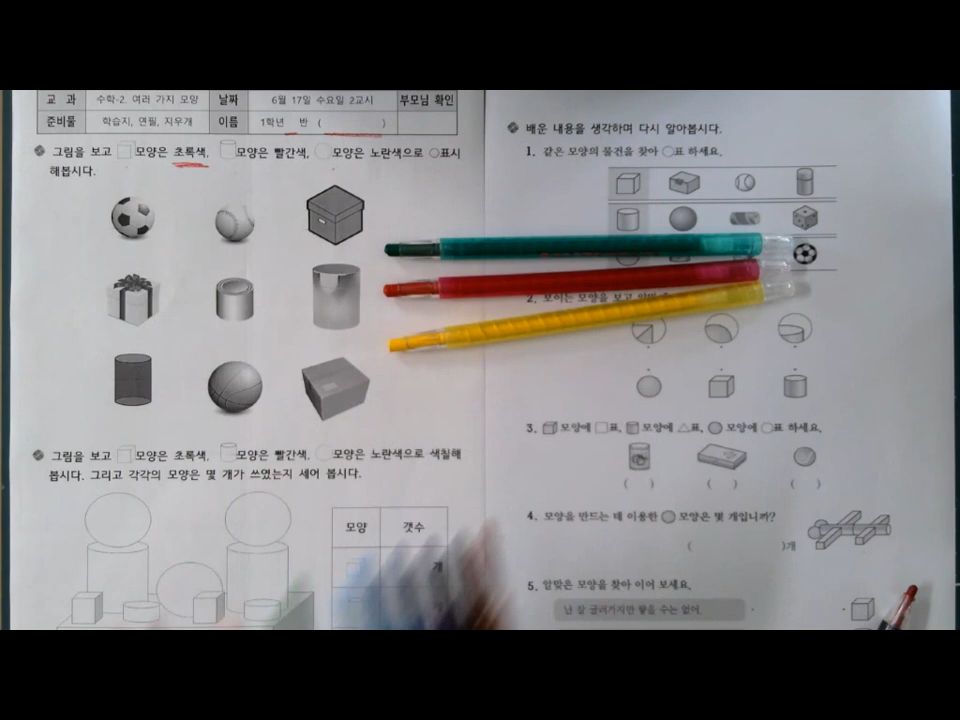 교 과 수학-2. 여러 가지 모양 날짜 6월 17일 수요일 2교시 부모님 확인
준비물 학습지, 연필, 지우개 이름 1학년 반 ( )
그림을 보고 모양은 초록색, 모양은 빨간색, 모양은 노란색으로 ○표시
해봅시다.
그림을 보고 모양은 초록색, 모양은 빨간색, 모양은 노란색으로 색칠해
봅시다. 그리고 각각의 모양은 몇 개가 쓰였는지 세어 봅시다.
모양 갯수
개
배운 내용을 생각하며 다시 알아봅시다.
1. 같은 모양의 물건을 찾아 ○표 하세요.
2. 보이는 모양을 보고
3. 모양에 □표, 모양에 △표, 모양에 ○표 하세요.
( ) ( ) ( )
4. 모양을 만드는 데 이용한 모양은 몇 개입니까?
( )개
5. 알맞은 모양을 찾아 이어 보세요.
난 잘 굴러가지만 쌓을 수는 없어.